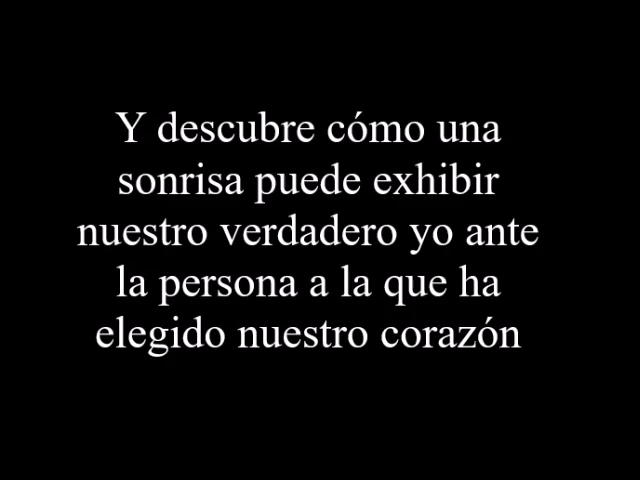 Y descubre cómo una
sonrisa puede exhibir
nuestro verdadero yo ante
la persona a la que ha
elegido nuestro corazón